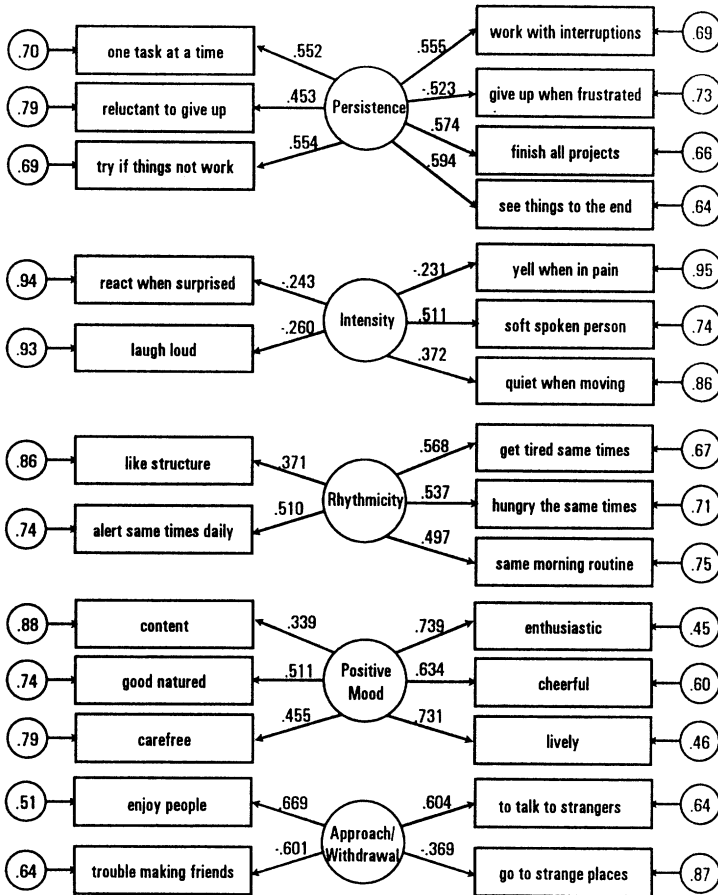 .70 one task at a time .552 .555 work with interruptions .69
.79 reluctant to give up .453 Persistence -.523 give up when frustrated .73
.69 try if things not work .554 .574 finish all projects .66
.594 see things to the end .64
.94 react when surprised -.243 -.231 yell when in pain .95
Intensity .511 soft spoken person .74
.93 laugh loud -.260 .372 quiet when moving .86
.86 like structure .371 .568 get tired same times .67
Rhythmicity .537 hungry the same times .71
.74 alert same times daily .510 .497 same morning routine .75
.88 content .339 .739 enthusiastic .45
.74 good natured .511 Positive Mood .634 cheerful .60
.79 carefree .455 .731 lively .46
.51 enjoy people .669 .604 to talk to strangers .64
Approach/
Withdrawal
.64 trouble making friends -.601 -.369 go to strange places .87